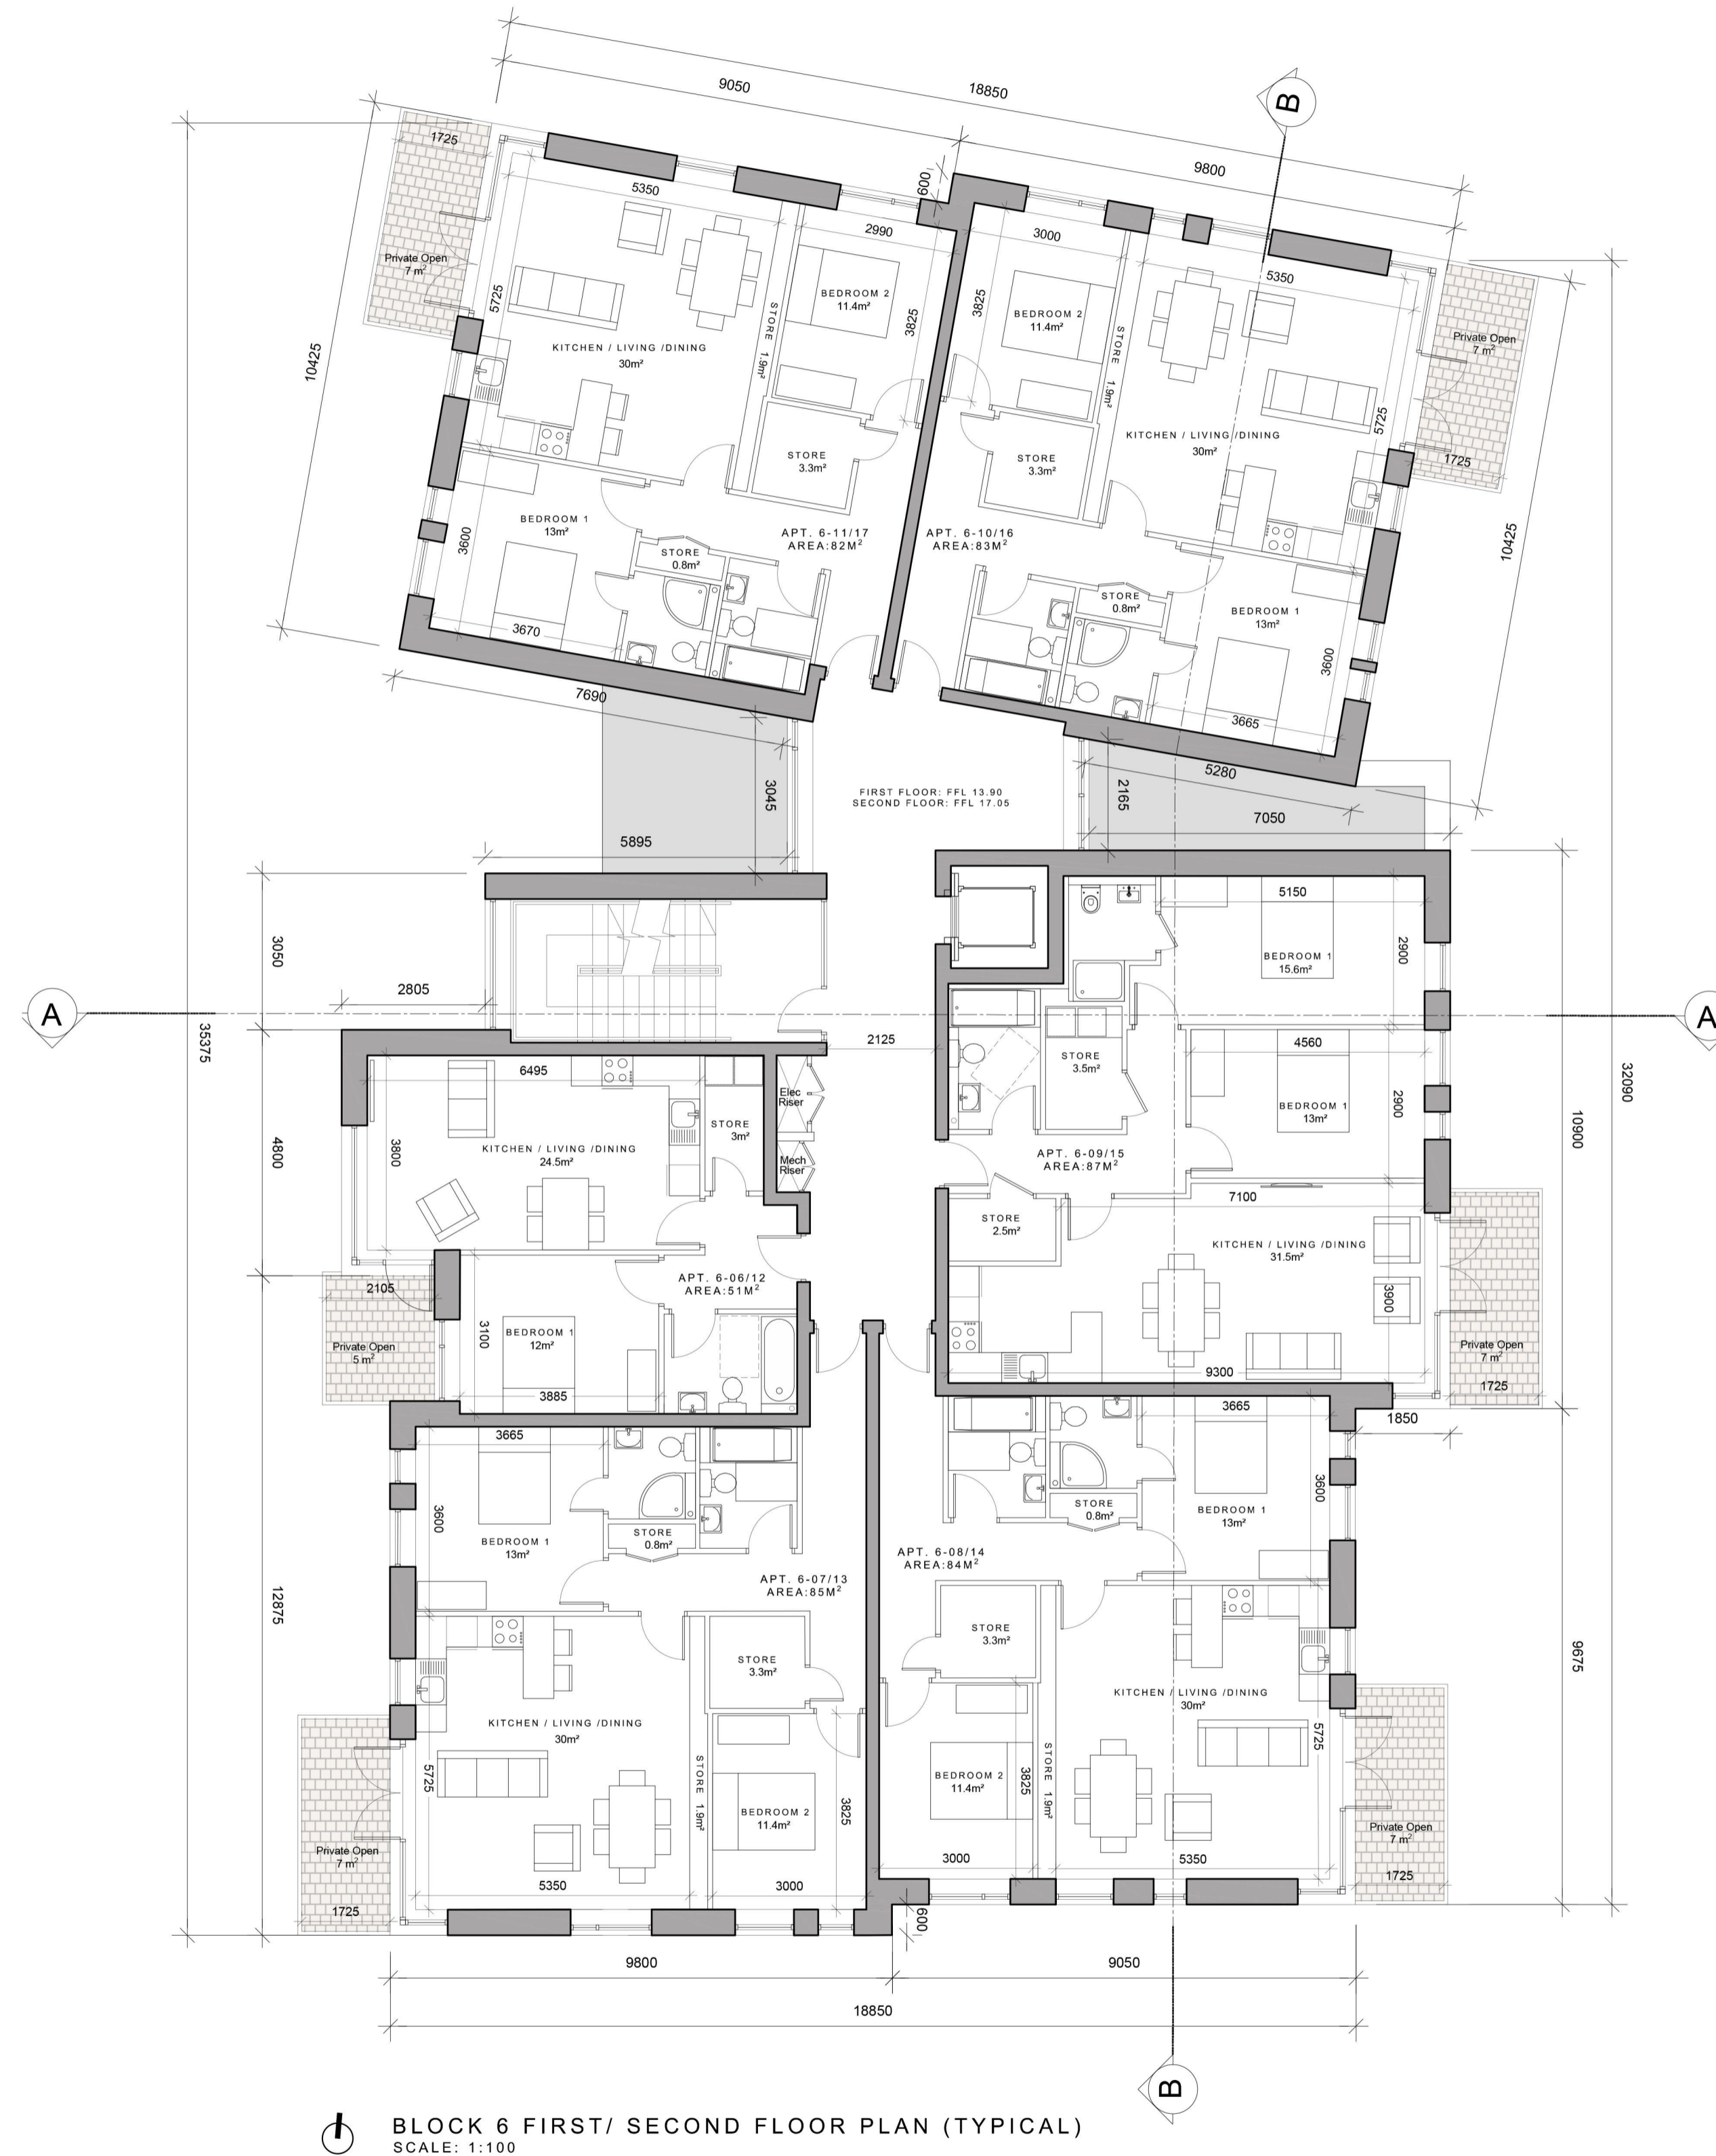 18850
9050
9800
B
1725
600
5350
2990
3000
5350
Private Open
7 m²
5725
10425
BEDROOM 2
11.4m²
3825
STORE 1.9m²
KITCHEN / LIVING /DINING
30m²
3825
BEDROOM 2
11.4m²
STORE 1.9m²
Private Open
7 m²
KITCHEN / LIVING /DINING
30m²
5725
1725
STORE
3.3m²
STORE
3.3m²
BEDROOM 1
13m²
3600
APT. 6-11/17
AREA:82M²
APT. 6-10/16
AREA:83M²
10425
STORE
0.8m²
STORE
0.8m²
BEDROOM 1
13m²
3670
3600
3665
7690
5280
3045
FIRST FLOOR: FFL 13.90
SECOND FLOOR: FFL 17.05
2165
7050
5895
3050
5150
2900
BEDROOM 1
15.6m²
2805
A
A
35375
2125
4560
STORE
3.5m²
6495
Elec
Riser
32090
2900
BEDROOM 1
13m²
10900
STORE
3m²
4800
3800
KITCHEN / LIVING /DINING
24.5m²
Mech
Riser
APT. 6-09/15
AREA:87M²
7100
STORE
2.5m²
KITCHEN / LIVING /DINING
31.5m²
APT. 6-06/12
AREA:51M²
2105
3900
3100
BEDROOM 1
12m²
Private Open
5 m²
Private Open
7 m²
9300
1725
3885
3665
3665
1850
3600
3600
STORE
0.8m²
BEDROOM 1
13m²
BEDROOM 1
13m²
STORE
0.8m²
APT. 6-08/14
AREA:84M²
APT. 6-07/13
AREA:85M²
12875
STORE
3.3m²
9675
STORE
3.3m²
KITCHEN / LIVING /DINING
30m²
KITCHEN / LIVING /DINING
30m²
5725
5725
STORE 1.9m²
BEDROOM 2
11.4m²
3825
STORE 1.9m²
BEDROOM 2
11.4m²
3825
Private Open
7 m²
Private Open
7 m²
3000
5350
5350
3000
1725
1725
600
9800
9050
18850
B
BLOCK 6 FIRST/ SECOND FLOOR PLAN (TYPICAL)
SCALE: 1:100